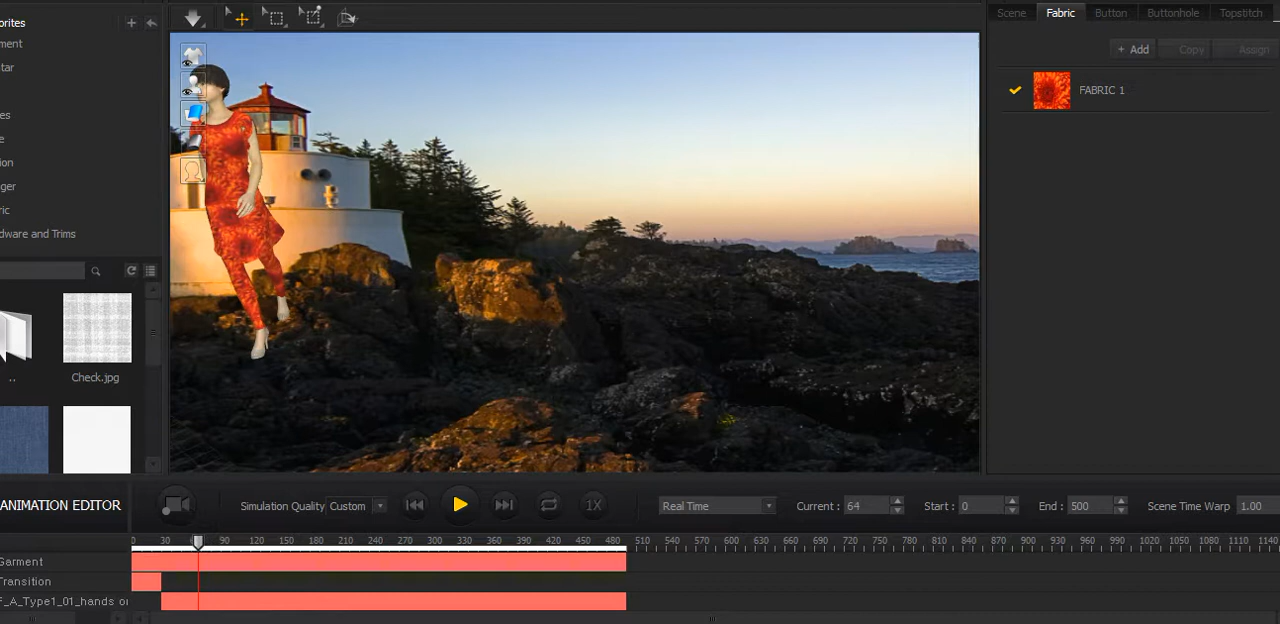 orites
Scene Fabric Button Buttonhole Topstitch
ment
+ Add Copy Assign
tar
FABRIC 1
es
e
ion
ger
ric
dware and Trims
.. Check.jpg
ANIMATION EDITOR Simulation Quality Custom 1X Real Time Current : 64 Start : 0 End : 500 Scene Time Warp 1.00
0 30 90 120 150 180 210 240 270 300 330 360 390 420 450 480 510 540 570 600 630 660 690 720 750 780 810 840 870 900 930 960 990 1020 1050 1080 1110 1140
Garment
Transition
F_A_Type1_01_hands on